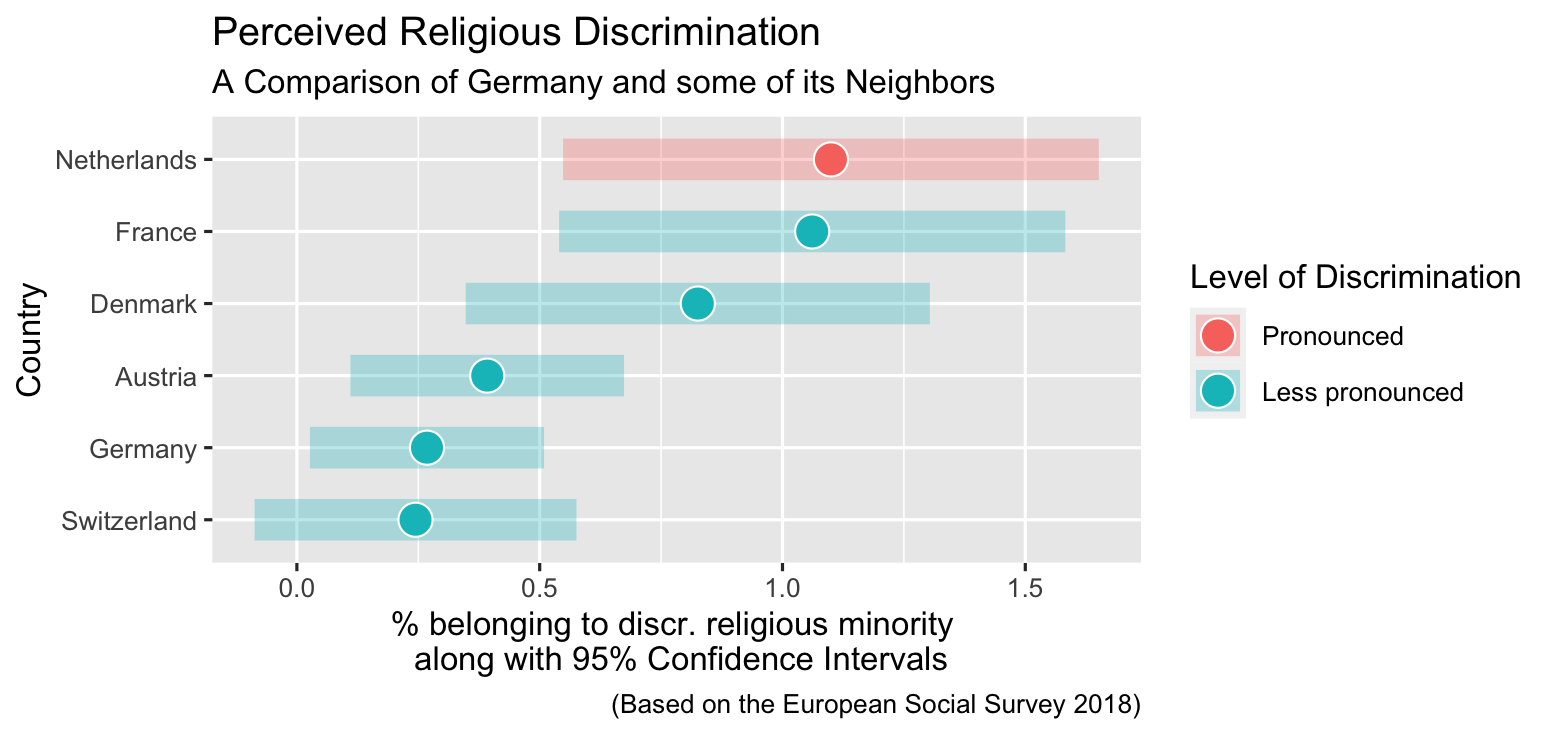 Perceived Religious Discrimination
A Comparison of Germany and some of its Neighbors
Country
Netherlands
France
Denmark
Austria
Germany
Switzerland
0.0 0.5 1.0 1.5
% belonging to discr. religious minority
along with 95% Confidence Intervals
(Based on the European Social Survey 2018)
Level of Discrimination
Pronounced
Less pronounced